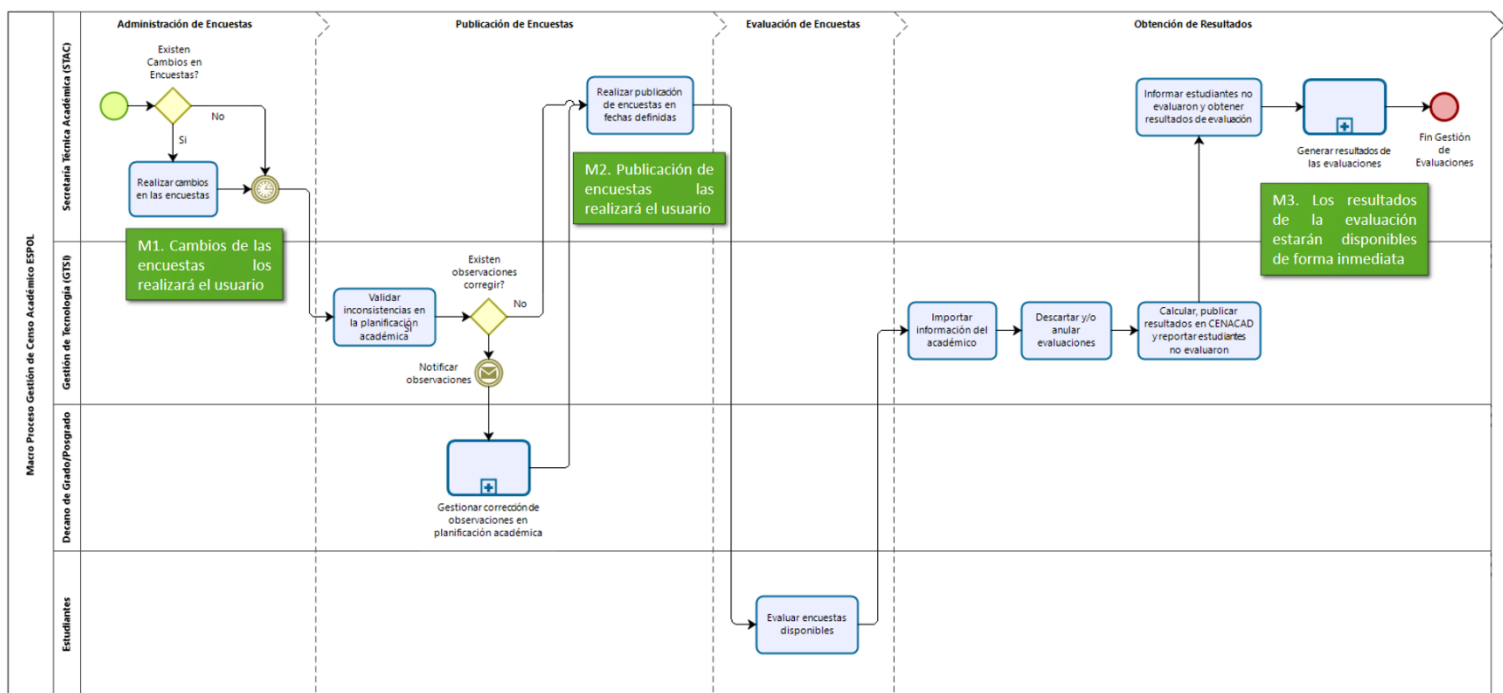 Macro Proceso Gestión de Censo Académico ESPOL
Administración de Encuestas
Publicación de Encuestas
Evaluación de Encuestas
Obtención de Resultados
Secretaría Técnica Académica (STAC)
Existen
Cambios en
Encuestas?
No
Si
Realizar cambios
en las encuestas
M1. Cambios de las
encuestas los
realizará el usuario
Realizar publicación
de encuestas en
fechas definidas
M2. Publicación de
encuestas las
realizará el usuario
Informar estudiantes no
evaluaron y obtener
resultados de evaluación
Generar resultados de
las evaluaciones
Fin Gestión
de
Evaluaciones
M3. Los resultados
de la evaluación
estarán disponibles
de forma inmediata
Gestión de Tecnología (GTSI)
Validar
inconsistencias en
la planificación
académica
Si
Existen
observaciones
corregir?
No
Notificar
observaciones
Importar
información del
académico
Descartar y/o
anular
evaluaciones
Calcular, publicar
resultados en CENACAD
y reportar estudiantes
no evaluaron
Decano de Grado/Posgrado
Gestionar corrección de
observaciones en
planificación académica
Estudiantes
Evaluar encuestas
disponibles